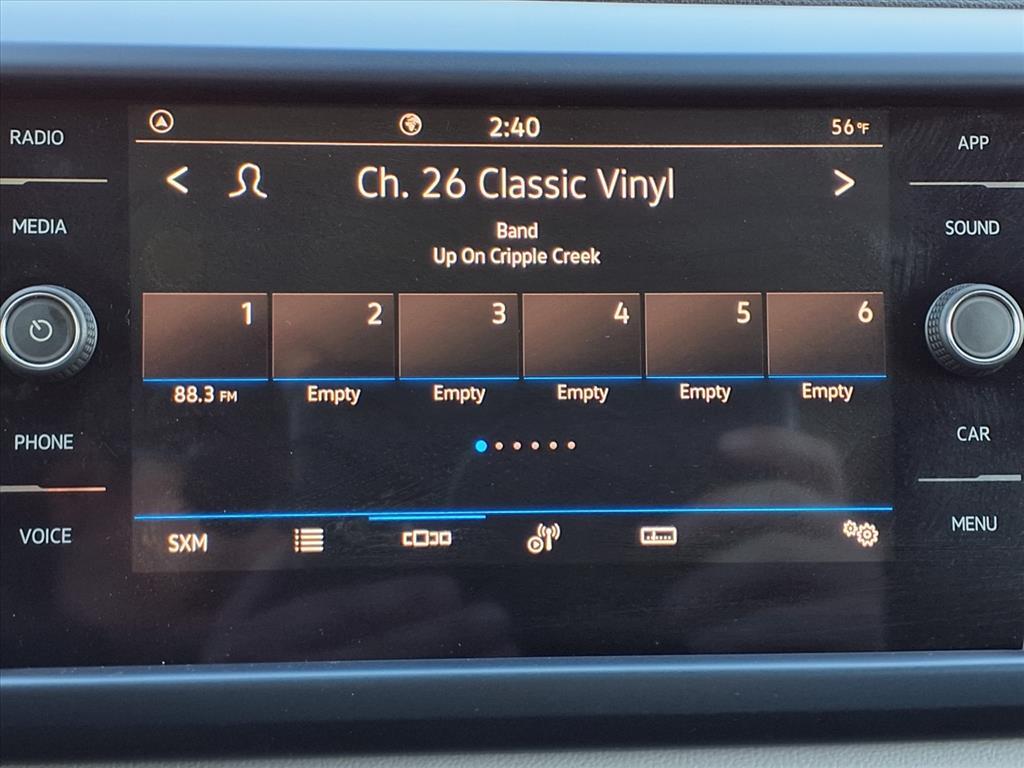 RADIO
MEDIA
PHONE
VOICE
2:40
56°F
< Ch. 26 Classic Vinyl >
Band
Up On Cripple Creek
1 2 3 4 5 6
88.3 FM Empty Empty Empty Empty Empty
SXM
APP
SOUND
CAR
MENU